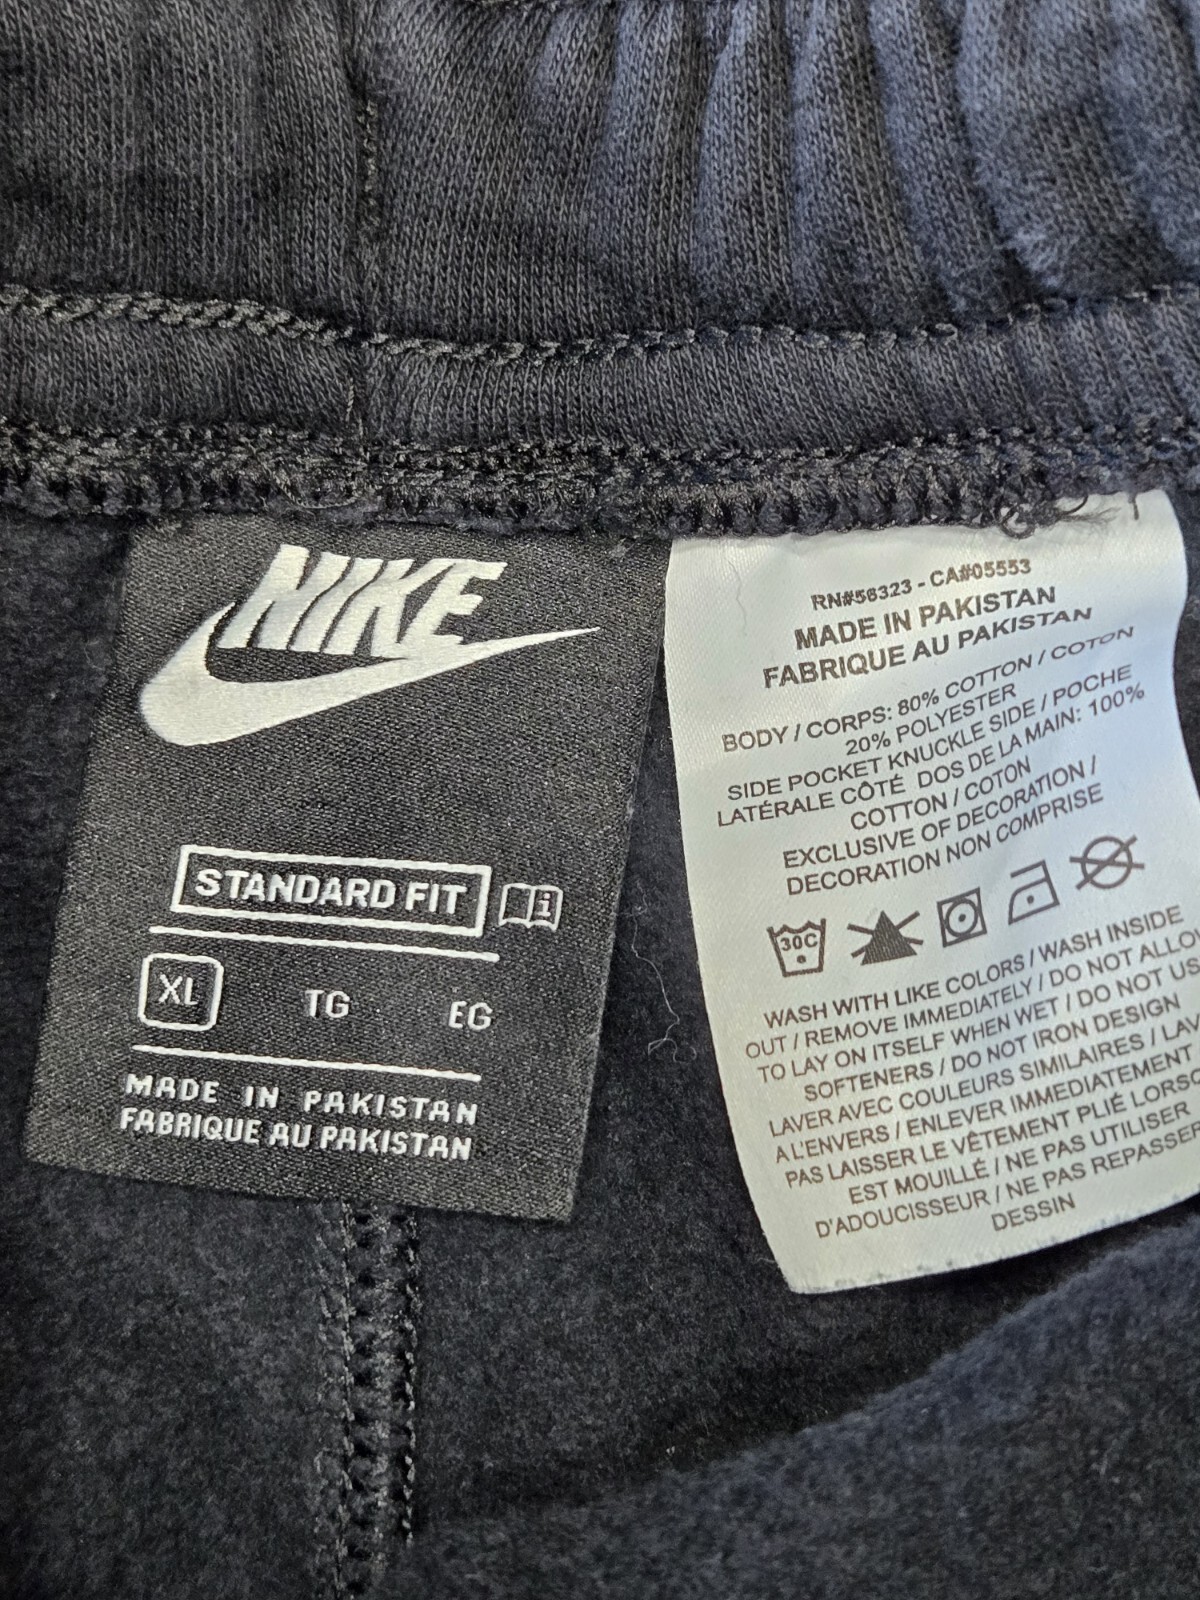 NIKE
STANDARD FIT
XL TG EG
MADE IN PAKISTAN
FABRIQUE AU PAKISTAN
RN#56323 - CA#05553
MADE IN PAKISTAN
FABRIQUE AU PAKISTAN
BODY / CORPS: 80% COTTON / COTON
20% POLYESTER
SIDE POCKET KNUCKLE SIDE / POCHE
LATÉRALE CÔTÉ DOS DE LA MAIN: 100%
COTTON / COTON
EXCLUSIVE OF DECORATION /
DECORATION NON COMPRISE
30C
WASH WITH LIKE COLORS / WASH INSIDE
OUT / REMOVE IMMEDIATELY / DO NOT ALLOW
TO LAY ON ITSELF WHEN WET / DO NOT US
SOFTENERS / DO NOT IRON DESIGN
LAVER AVEC COULEURS SIMILAIRES / LAV
A L'ENVERS / ENLEVER IMMEDIATEMENT
PAS LAISSER LE VÊTEMENT PLIÉ LORSQ
EST MOUILLÉ / NE PAS UTILISER
D'ADOUCISSEUR / NE PAS REPASSER
DESSIN